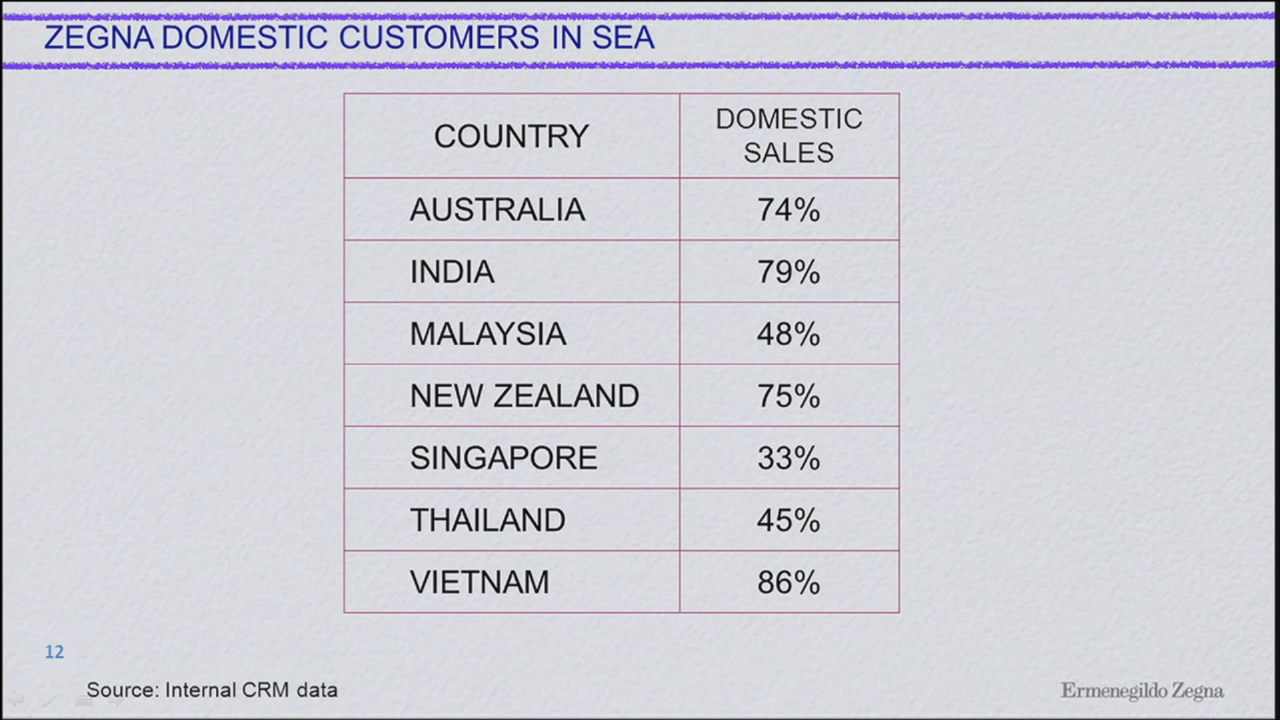 ZEGNA DOMESTIC CUSTOMERS IN SEA
COUNTRY DOMESTIC SALES
AUSTRALIA 74%
INDIA 79%
MALAYSIA 48%
NEW ZEALAND 75%
SINGAPORE 33%
THAILAND 45%
VIETNAM 86%
12
Source: Internal CRM data
Ermenegildo Zegna